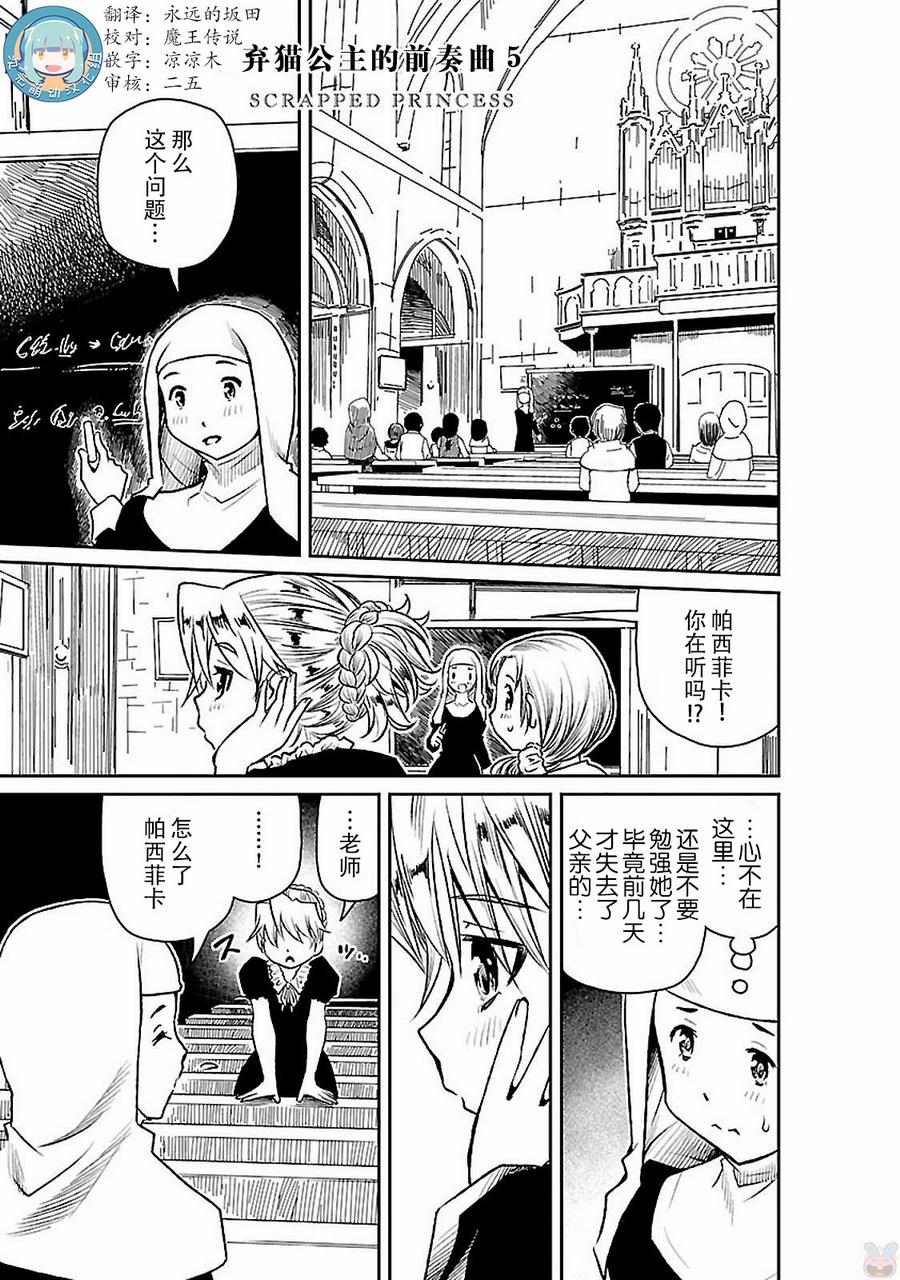 翻译：永远的坂田
校对：魔王传说
嵌字：凉凉木
审核：二五
弃猫公主的前奏曲 5
SCRAPPED PRINCESS
那么
这个问题…
帕西菲卡！
你在听吗!?
…心不在
这里…
还是不要
勉强她了…
毕竟前几天
才失去了
父亲的…
…老师
……！
怎么了
帕西菲卡
スッ…